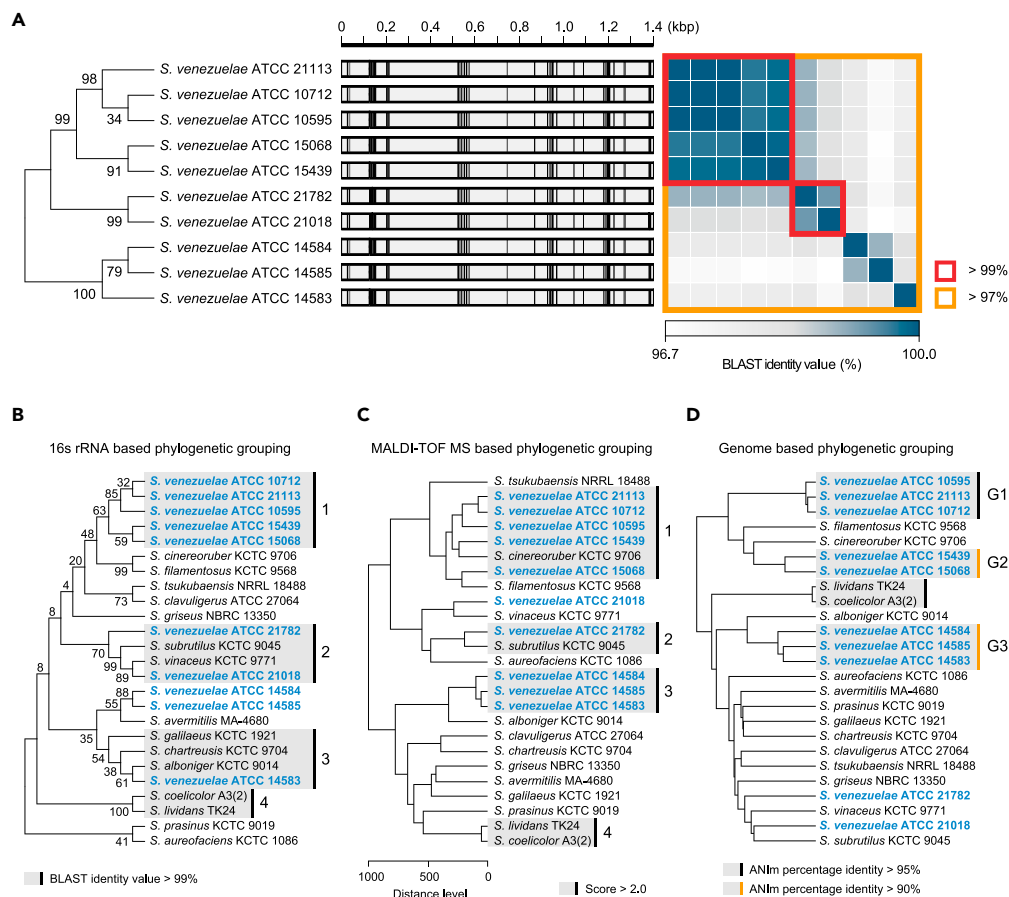 A
0 0.2 0.4 0.6 0.8 1.0 1.2 1.4 (kbp)
98
99
34
91
99
79
100
S. venezuelae ATCC 21113
S. venezuelae ATCC 10712
S. venezuelae ATCC 10595
S. venezuelae ATCC 15068
S. venezuelae ATCC 15439
S. venezuelae ATCC 21782
S. venezuelae ATCC 21018
S. venezuelae ATCC 14584
S. venezuelae ATCC 14585
S. venezuelae ATCC 14583
> 99%
> 97%
96.7 100.0
BLAST identity value (%)
B
16s rRNA based phylogenetic grouping
32
85
63
59
48
99
20
4
73
8
70
99
89
8
88
55
35
54
38
61
100
41
S. venezuelae ATCC 10712
S. venezuelae ATCC 21113
S. venezuelae ATCC 10595
S. venezuelae ATCC 15439
S. venezuelae ATCC 15068
1
S. cinereoruber KCTC 9706
S. filamentosus KCTC 9568
S. tsukubaensis NRRL 18488
S. clavuligerus ATCC 27064
S. griseus NBRC 13350
S. venezuelae ATCC 21782
S. subrutilus KCTC 9045
S. vinaceus KCTC 9771
S. venezuelae ATCC 21018
2
S. venezuelae ATCC 14584
S. venezuelae ATCC 14585
S. avermitilis MA-4680
S. galilaeus KCTC 1921
S. chartreusis KCTC 9704
S. alboniger KCTC 9014
S. venezuelae ATCC 14583
3
S. coelicolor A3(2)
S. lividans TK24
4
S. prasinus KCTC 9019
S. aureofaciens KCTC 1086
BLAST identity value > 99%
C
MALDI-TOF MS based phylogenetic grouping
S. tsukubaensis NRRL 18488
S. venezuelae ATCC 21113
S. venezuelae ATCC 10712
S. venezuelae ATCC 10595
S. venezuelae ATCC 15439
S. cinereoruber KCTC 9706
S. venezuelae ATCC 15068
1
S. filamentosus KCTC 9568
S. venezuelae ATCC 21018
S. vinaceus KCTC 9771
S. venezuelae ATCC 21782
S. subrutilus KCTC 9045
2
S. aureofaciens KCTC 1086
S. venezuelae ATCC 14584
S. venezuelae ATCC 14585
S. venezuelae ATCC 14583
3
S. alboniger KCTC 9014
S. clavuligerus ATCC 27064
S. chartreusis KCTC 9704
S. griseus NBRC 13350
S. avermitilis MA-4680
S. galilaeus KCTC 1921
S. prasinus KCTC 9019
S. lividans TK24
S. coelicolor A3(2)
4
1000 500 0
Distance level
Score > 2.0
D
Genome based phylogenetic grouping
S. venezuelae ATCC 10595
S. venezuelae ATCC 21113
S. venezuelae ATCC 10712
G1
S. filamentosus KCTC 9568
S. cinereoruber KCTC 9706
S. venezuelae ATCC 15439
S. venezuelae ATCC 15068
G2
S. lividans TK24
S. coelicolor A3(2)
S. alboniger KCTC 9014
S. venezuelae ATCC 14584
S. venezuelae ATCC 14585
S. venezuelae ATCC 14583
G3
S. aureofaciens KCTC 1086
S. avermitilis MA-4680
S. prasinus KCTC 9019
S. galilaeus KCTC 1921
S. chartreusis KCTC 9704
S. clavuligerus ATCC 27064
S. tsukubaensis NRRL 18488
S. griseus NBRC 13350
S. venezuelae ATCC 21782
S. vinaceus KCTC 9771
S. venezuelae ATCC 21018
S. subrutilus KCTC 9045
ANIm percentage identity > 95%
ANIm percentage identity > 90%